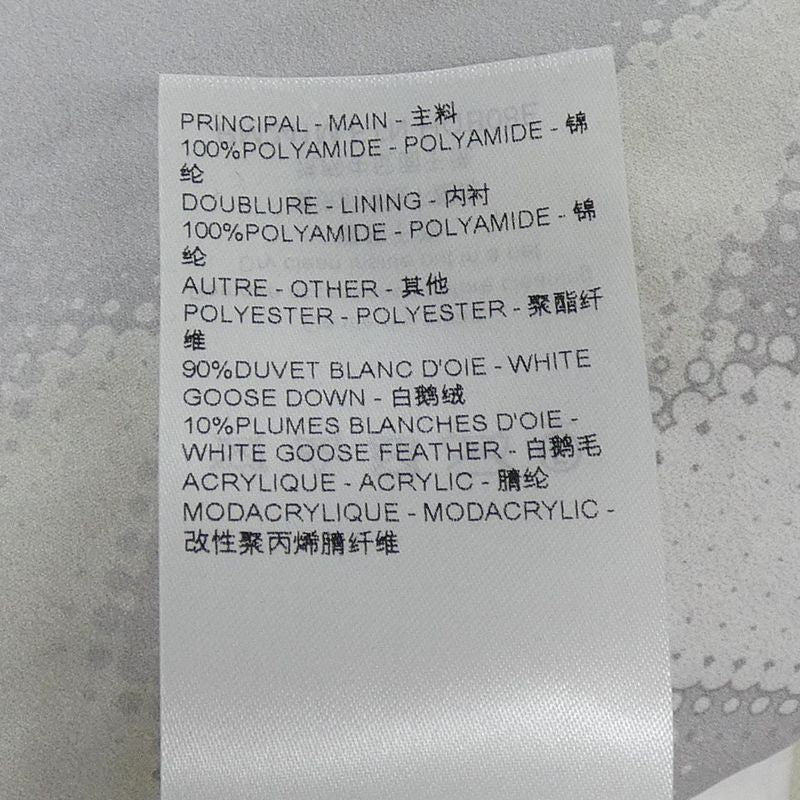 PRINCIPAL - MAIN - 主料
100%POLYAMIDE - POLYAMIDE - 锦
纶
DOUBLURE - LINING - 内衬
100%POLYAMIDE - POLYAMIDE - 锦
纶
AUTRE - OTHER - 其他
POLYESTER - POLYESTER - 聚酯纤
维
90%DUVET BLANC D'OIE - WHITE
GOOSE DOWN - 白鹅绒
10%PLUMES BLANCHES D'OIE -
WHITE GOOSE FEATHER - 白鹅毛
ACRYLIQUE - ACRYLIC - 腈纶
MODACRYLIQUE - MODACRYLIC -
改性聚丙烯腈纤维